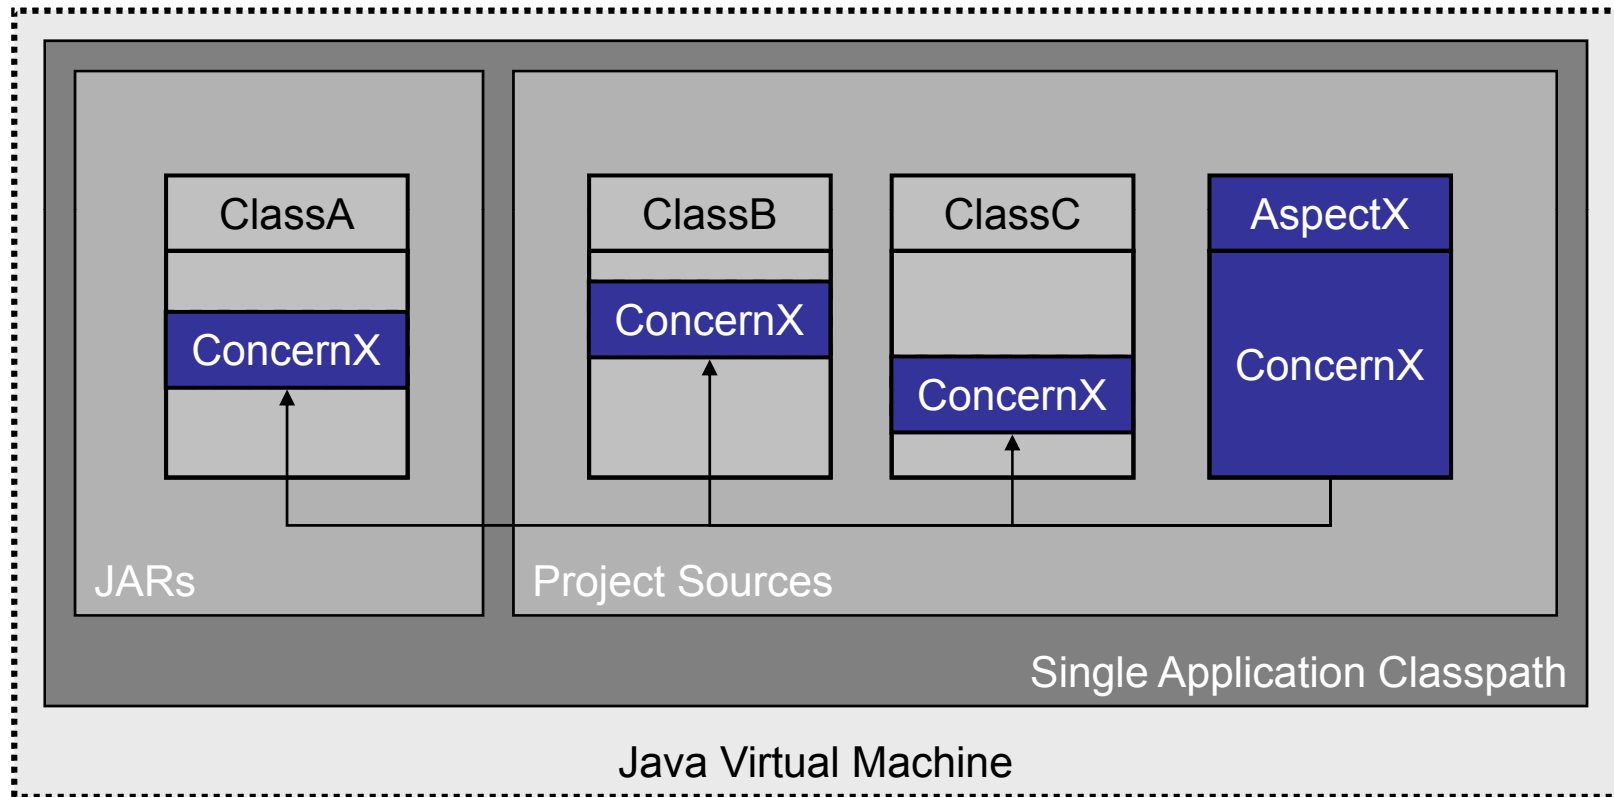 ClassA
ClassB
ClassC
AspectX
ConcernX
ConcernX
ConcernX
ConcernX
JARs
Project Sources
Single Application Classpath
Java Virtual Machine